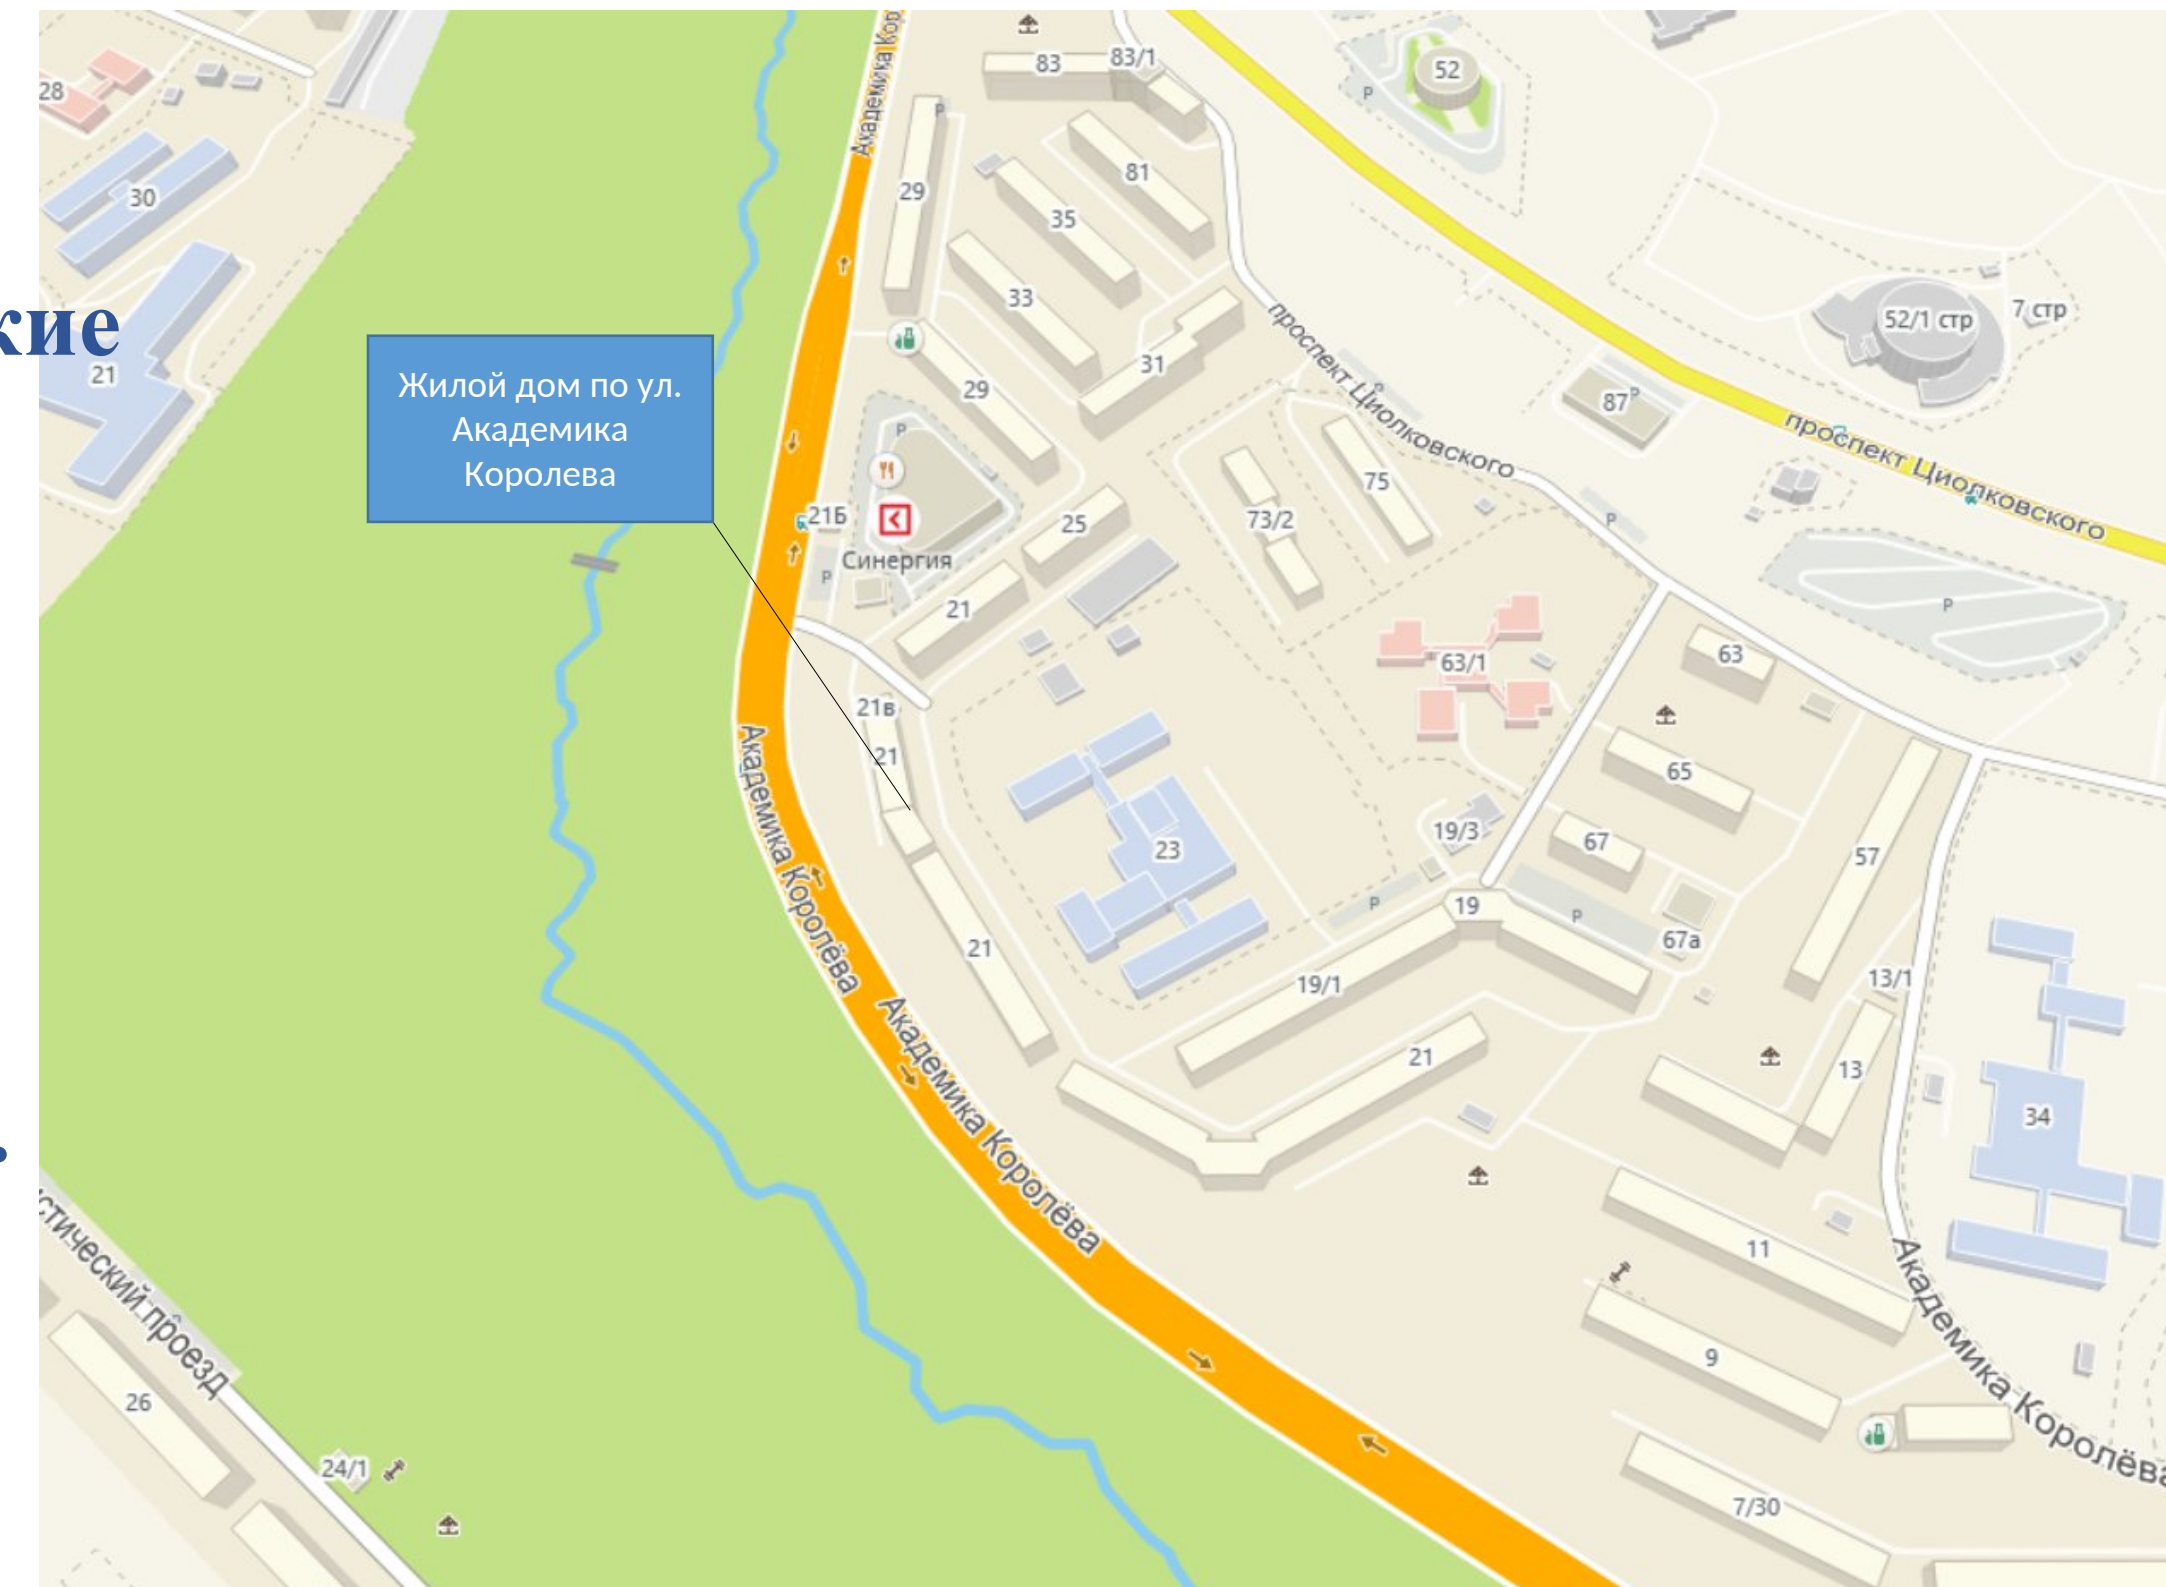 кие
Жилой дом по ул.
Академика
Королева
Академика Кор
83
83/1
52
28
29
81
30
35
33
52/1 стр
7 стр
21
31
29
87
проспект Циолковского
проспект Циолковского
75
73/2
21Б
25
Синергия
21
63/1
63
21в
21
65
Академика Королёва
19/3
67
57
23
19
67а
21
19/1
13/1
Академика Королёва
21
13
34
стический проезд
11
Академика Королёва
9
26
24/1
7/30
P
P
P
P
P
P
P
P
P